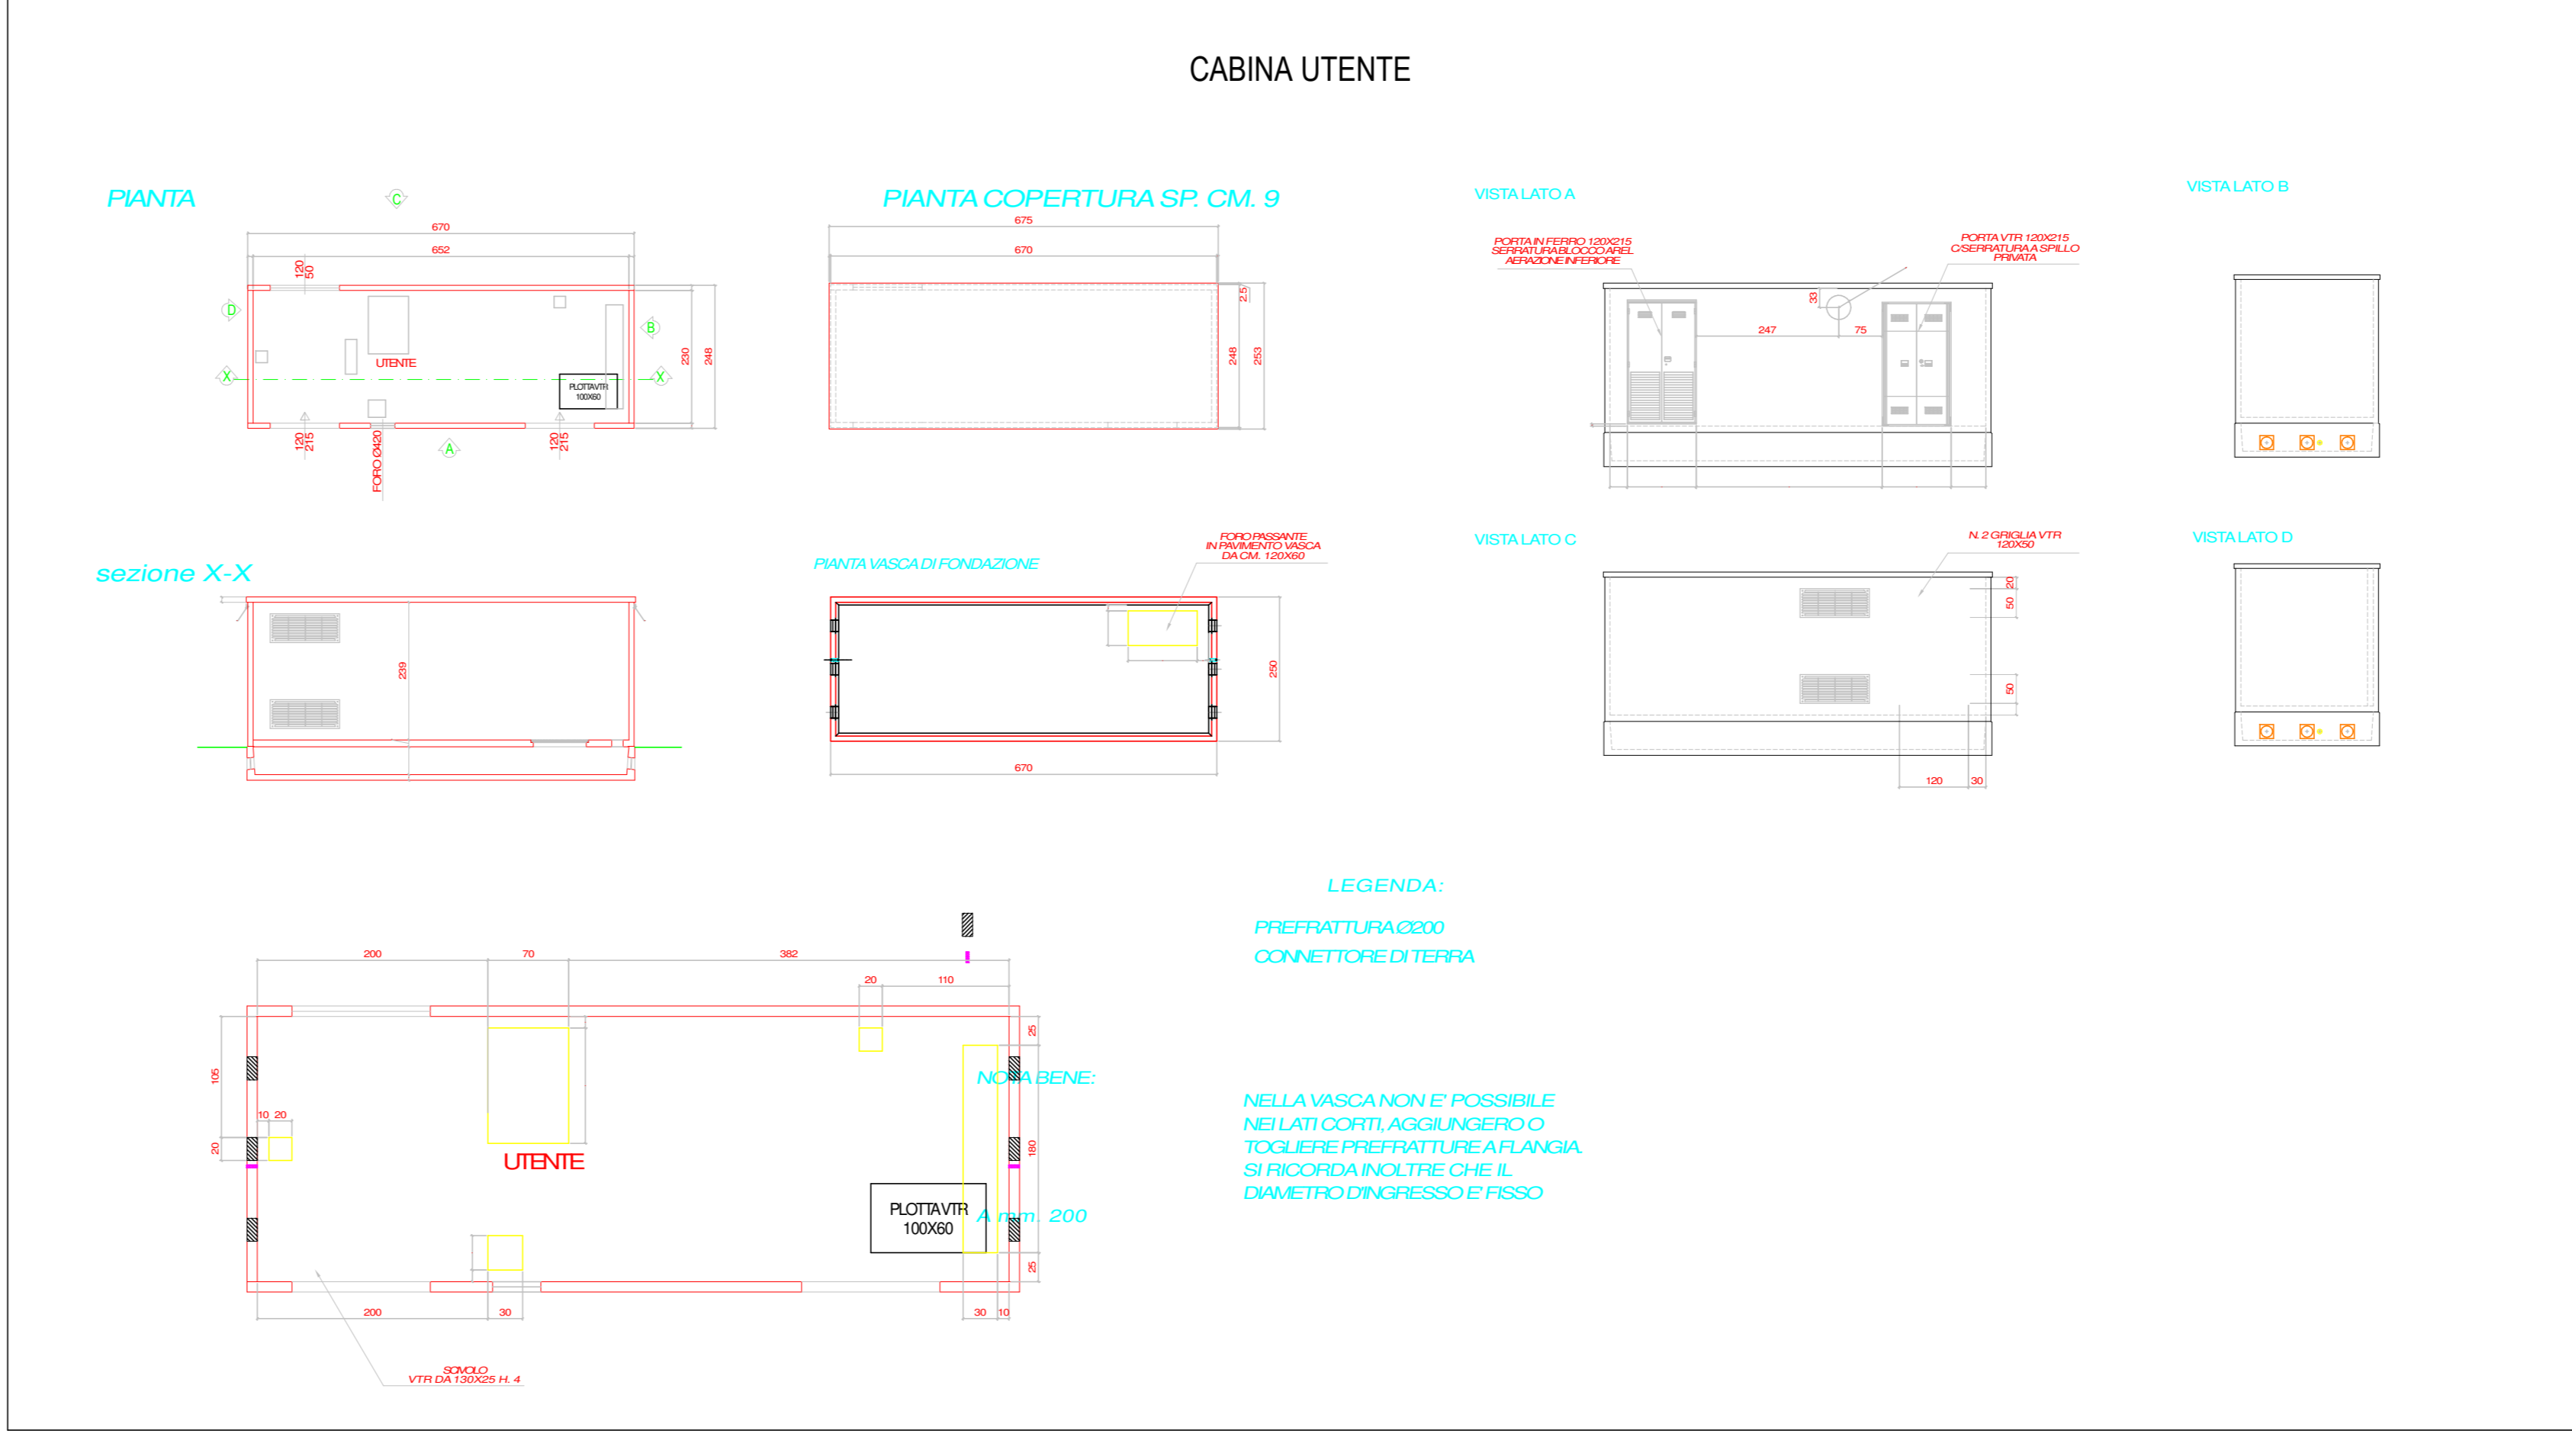 CABINA UTENTE
PIANTA
C
670
652
120
50
D
B
UTENTE
X
X
PLOTTA VTR
100X60
230
248
120
215
FORO Ø420
A
120
215
PIANTA COPERTURA SP. CM. 9
675
670
2.5
248
253
VISTA LATO A
PORTA IN FERRO 120X215
SERRATURA BLOCCO AREL
AERAZIONE INFERIORE
PORTA VTR 120X215
C/SERRATURA A SPILLO
PRIVATA
33
247
75
VISTA LATO B
sezione X-X
239
PIANTA VASCA DI FONDAZIONE
FORO PASSANTE
IN PAVIMENTO VASCA
DA CM. 120X60
250
670
VISTA LATO C
N. 2 GRIGLIA VTR
120X50
20
50
50
120
30
VISTA LATO D
LEGENDA:
PREFRATTURA Ø200
CONNETTORE DI TERRA
200
70
382
20
110
25
105
10
20
20
180
UTENTE
PLOTTA VTR
100X60
25
200
30
30
10
SCIVOLO
VTR DA 130X25 H. 4
NOTA BENE:
NELLA VASCA NON E' POSSIBILE
NEI LATI CORTI, AGGIUNGERO O
TOGLIERE PREFRATTURE A FLANGIA.
SI RICORDA INOLTRE CHE IL
DIAMETRO D'INGRESSO E' FISSO
A mm. 200